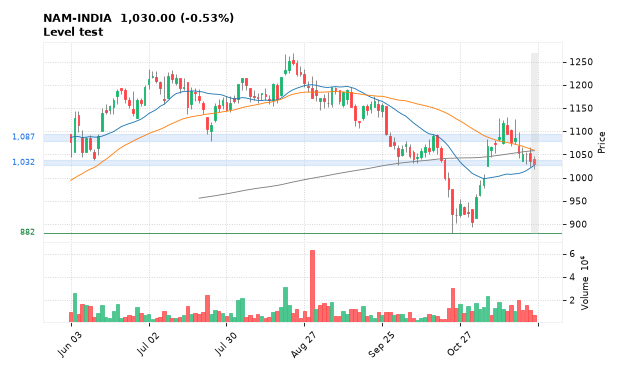 NAM-INDIA 1,030.00 (-0.53%)
Level test
1250
1200
1150
1100
1050
1000
950
900
Price
1,087
1,032
882
6
4
2
Volume 10⁶
Jun 03
Jul 02
Jul 30
Aug 27
Sep 25
Oct 27